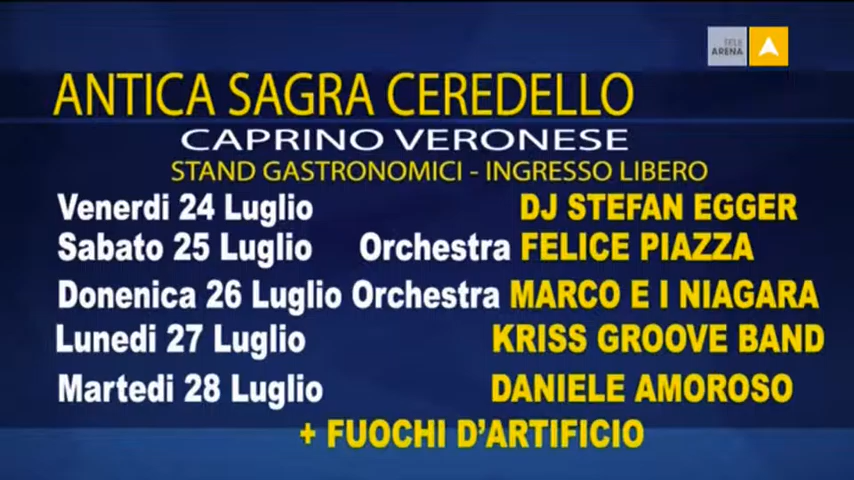 TELE
ARENA
ANTICA SAGRA CEREDELLO
CAPRINO VERONESE
STAND GASTRONOMICI - INGRESSO LIBERO
Venerdi 24 Luglio DJ STEFAN EGGER
Sabato 25 Luglio Orchestra FELICE PIAZZA
Donenica 26 Luglio Orchestra MARCO E I NIAGARA
Lunedi 27 Luglio KRISS GROOVE BAND
Martedi 28 Luglio DANIELE AMOROSO
+ FUOCHI D'ARTIFICIO